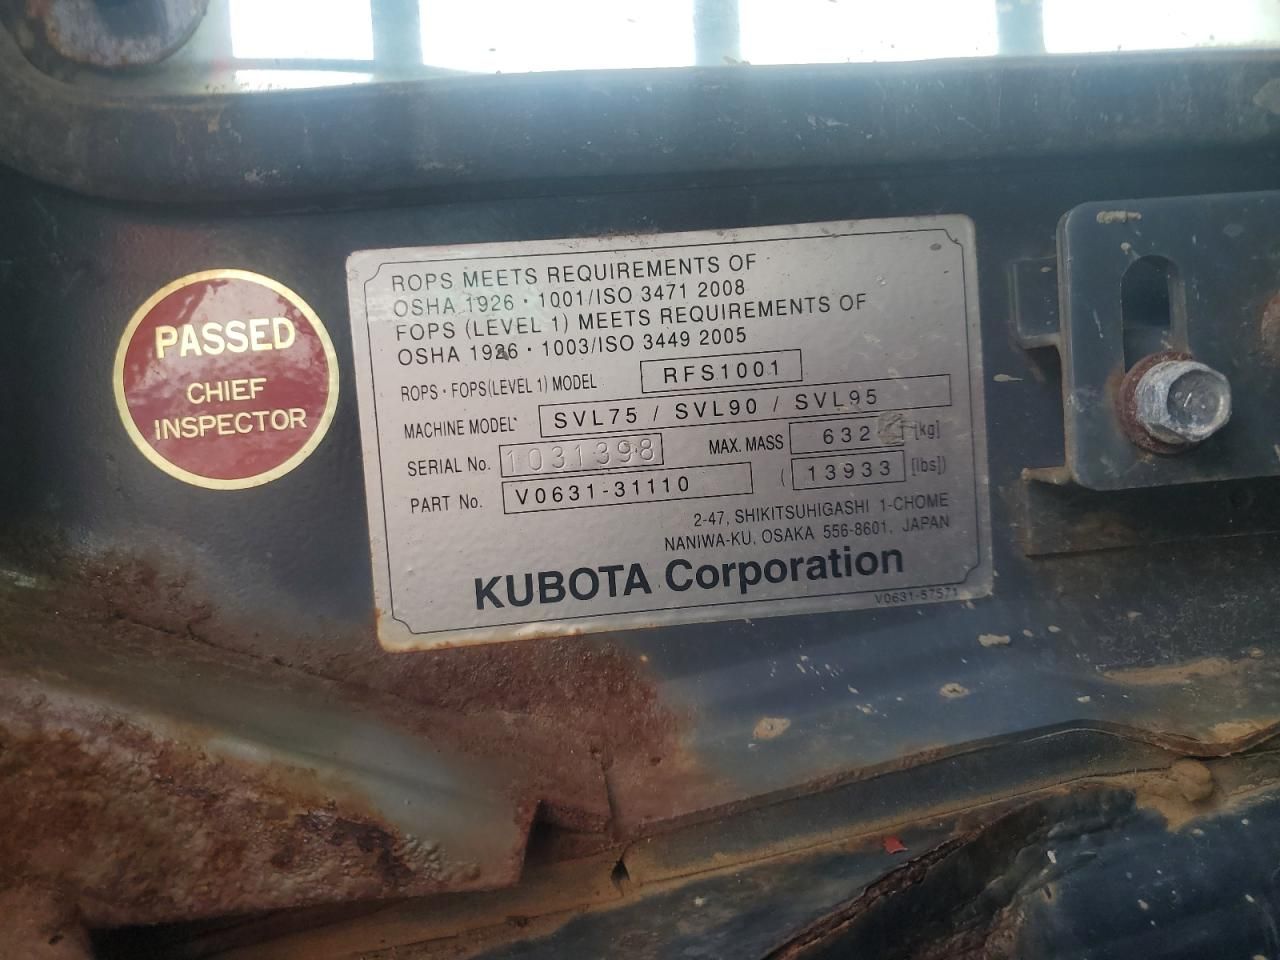 PASSED
CHIEF
INSPECTOR
ROPS MEETS REQUIREMENTS OF
OSHA 1926・1001/ISO 3471 2008
FOPS (LEVEL 1) MEETS REQUIREMENTS OF
OSHA 1926・1003/ISO 3449 2005
ROPS・FOPS(LEVEL 1) MODEL RFS1001
MACHINE MODEL SVL75 / SVL90 / SVL95
SERIAL No. 1031398 MAX. MASS [kg]
PART No. V0631-31110 (13933 [lbs])
2-47, SHIKITSUHIGASHI 1-CHOME
NANIWA-KU, OSAKA 556-8601, JAPAN
KUBOTA Corporation
V0631-57571